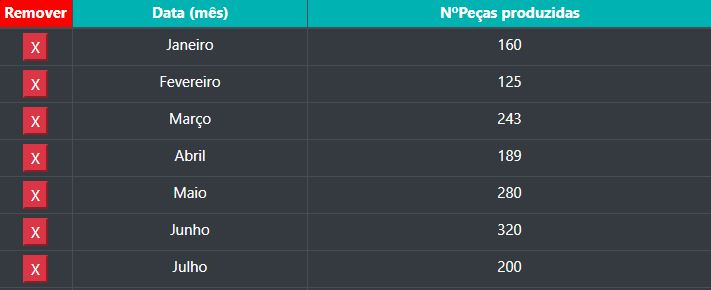 Remover Data (mês) NºPeças produzidas
X Janeiro 160
X Fevereiro 125
X Março 243
X Abril 189
X Maio 280
X Junho 320
X Julho 200